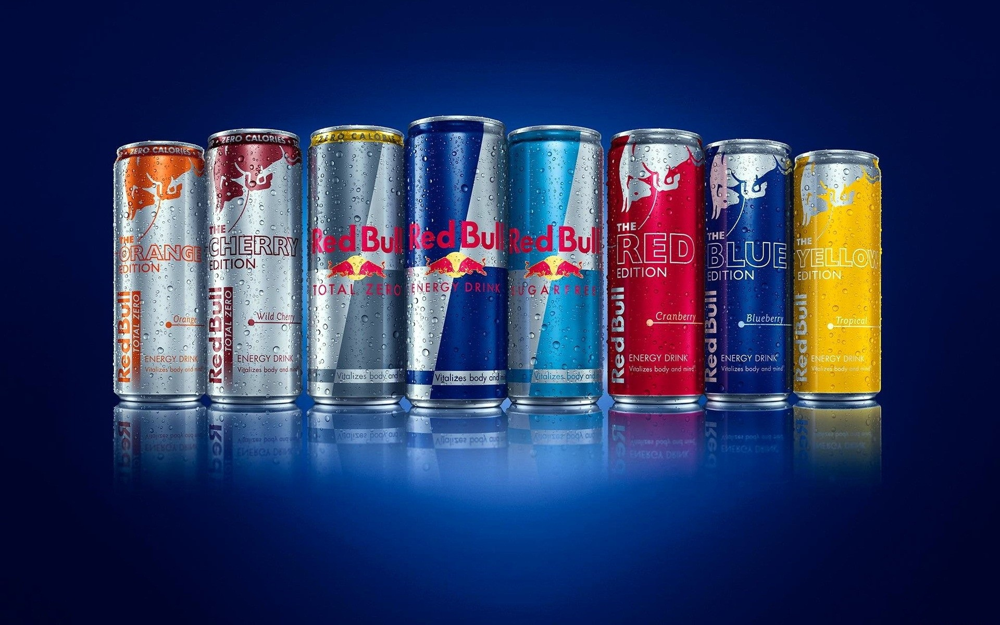 ZERO CALORIES
THE
ORANGE
EDITION
Red Bull
TOTAL ZERO
Orange
ENERGY DRINK
Vitalizes body and mind
ZERO CALORIES
THE
CHERRY
EDITION
Red Bull
TOTAL ZERO
Wild Cherry
ENERGY DRINK
Vitalizes body and mind
ZERO CALORIE
Red Bull
TOTAL ZERO
Vitalizes body and m
Red Bull
ENERGY DRINK
Vitalizes body and mi
Red Bull
SUGARFREE
Vitalizes body and
THE
RED
EDITION
Red Bull
Cranberry
ENERGY DRINK
Vitalizes body and mind
THE
BLUE
EDITION
Red Bull
Blueberry
ENERGY DRINK
Vitalizes body and mind
THE
YELLOW
EDITION
Red Bull
Tropical
ENERGY DRINK
Vitalizes body and mind